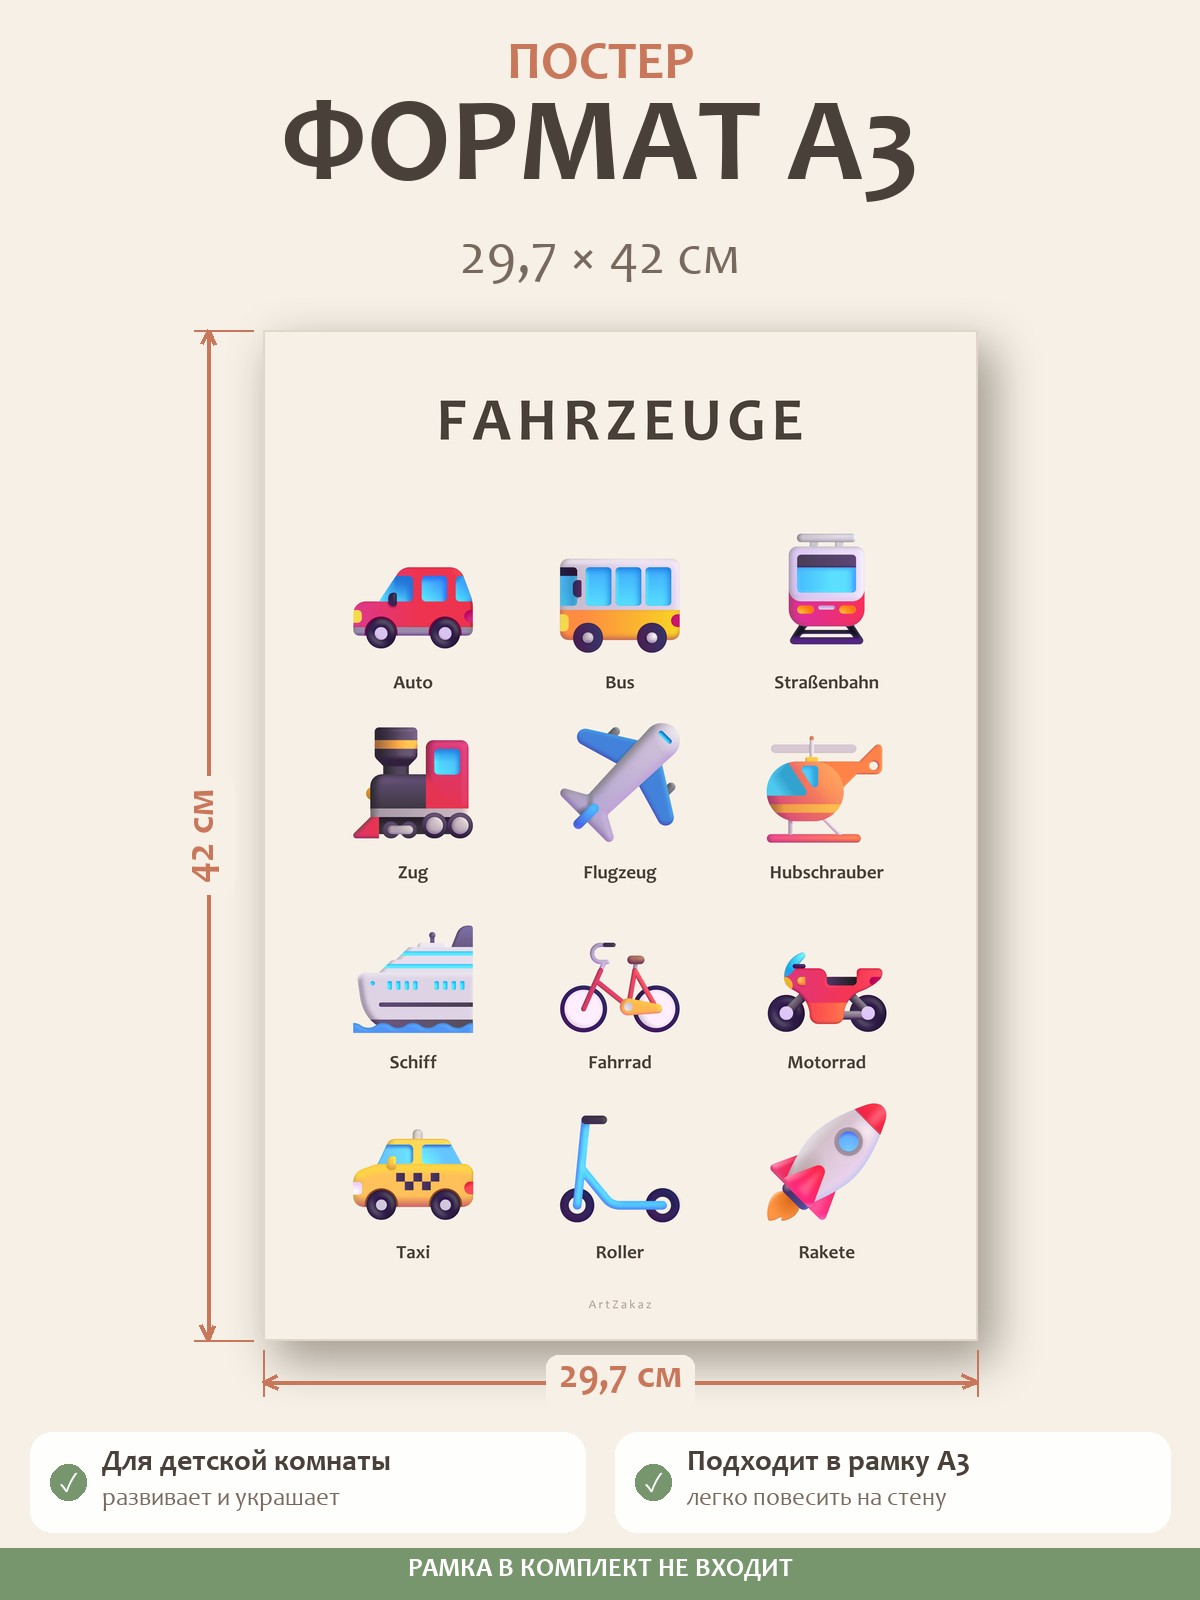 ПОСТЕР
ФОРМАТ А3
29,7 × 42 см
FAHRZEUGE
Auto Bus Straßenbahn
Zug Flugzeug Hubschrauber
42 см
Schiff Fahrrad Motorrad
Taxi Roller Rakete
ArtZakaz
29,7 см
Для детской комнаты
развивает и украшает
Подходит в рамку А3
легко повесить на стену
РАМКА В КОМПЛЕКТ НЕ ВХОДИТ